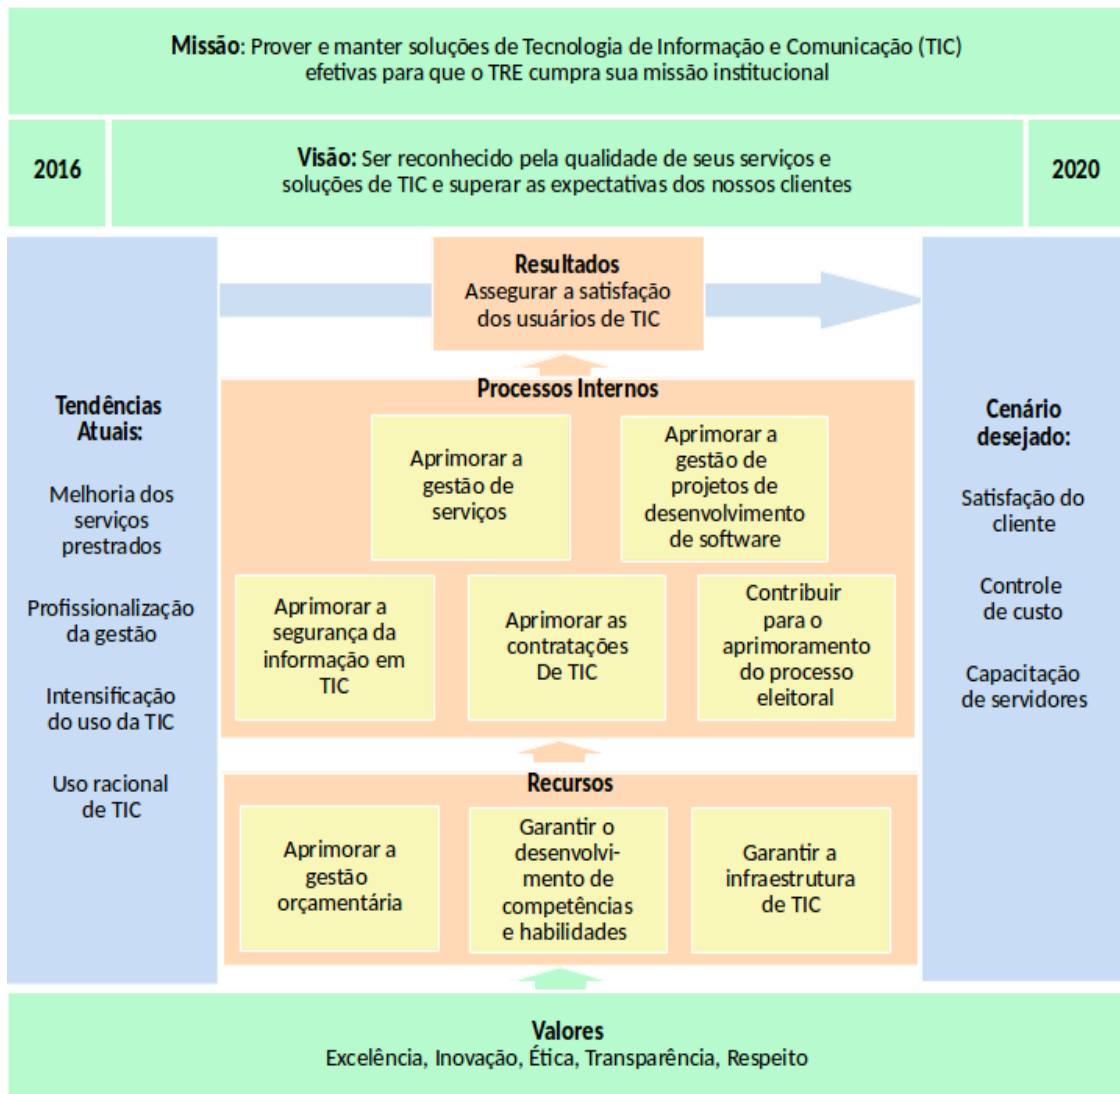 Missão: Prover e manter soluções de Tecnologia de Informação e Comunicação (TIC)
efetivas para que o TRE cumpra sua missão institucional
2016
Visão: Ser reconhecido pela qualidade de seus serviços e
soluções de TIC e superar as expectativas dos nossos clientes
2020
Tendências
Atuais:
Melhoria dos
serviços
prestrados
Profissionalização
da gestão
Intensificação
do uso da TIC
Uso racional
de TIC
Resultados
Assegurar a satisfação
dos usuários de TIC
Processos Internos
Aprimorar a
gestão de
serviços
Aprimorar a
gestão de
projetos de
desenvolvimento
de software
Aprimorar a
segurança da
informação em
TIC
Aprimorar as
contratações
De TIC
Contribuir
para o
aprimoramento
do processo
eleitoral
Recursos
Aprimorar a
gestão
orçamentária
Garantir o
desenvolvi-
mento de
competências
e habilidades
Garantir a
infraestrutura
de TIC
Cenário
desejado:
Satisfação do
cliente
Controle
de custo
Capacitação
de servidores
Valores
Excelência, Inovação, Ética, Transparência, Respeito